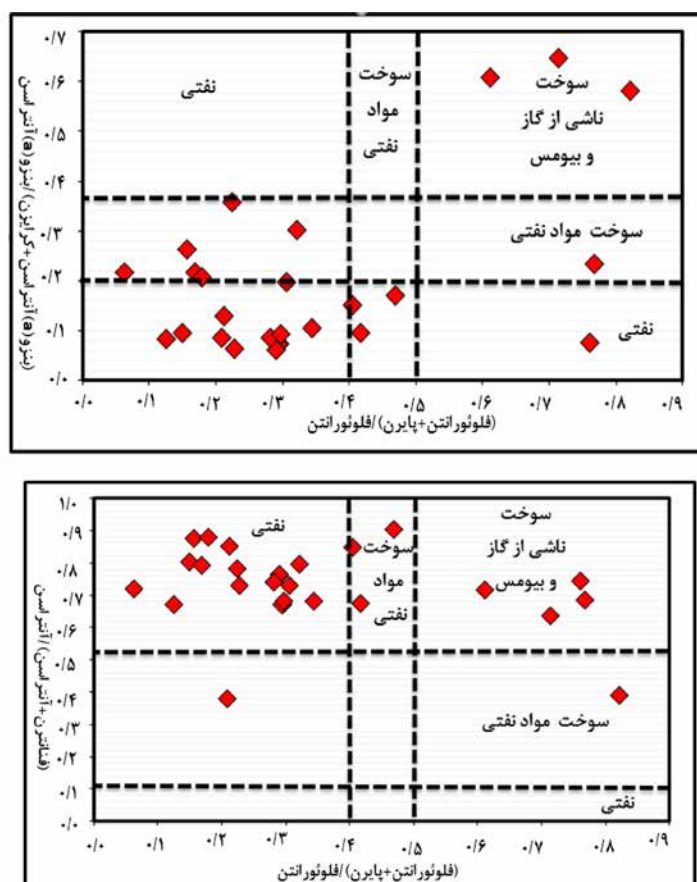 ۰/۷
۰/۶
۰/۵
۰/۴
۰/۳
۰/۲
۰/۱
۰/۰
بنزو(a)آنتراسن/(کرایزن+بنزو(a)آنتراسن)
نفتی
سوخت
مواد
نفتی
سوخت
ناشی از گاز
و بیومس
سوخت مواد نفتی
نفتی
۰/۰
۰/۱
۰/۲
۰/۳
۰/۴
۰/۵
۰/۶
۰/۷
۰/۸
۰/۹
فلوئورانتن/(فلوئورانتن+پایرن)
۱/۰
۰/۹
۰/۸
۰/۷
۰/۶
۰/۵
۰/۴
۰/۳
۰/۲
۰/۱
۰/۰
آنتراسن/(فنانترن+آنتراسن)
نفتی
سوخت
مواد
نفتی
سوخت
ناشی از گاز
و بیومس
سوخت مواد نفتی
نفتی
۰/۰
۰/۱
۰/۲
۰/۳
۰/۴
۰/۵
۰/۶
۰/۷
۰/۸
۰/۹
فلوئورانتن/(فلوئورانتن+پایرن)